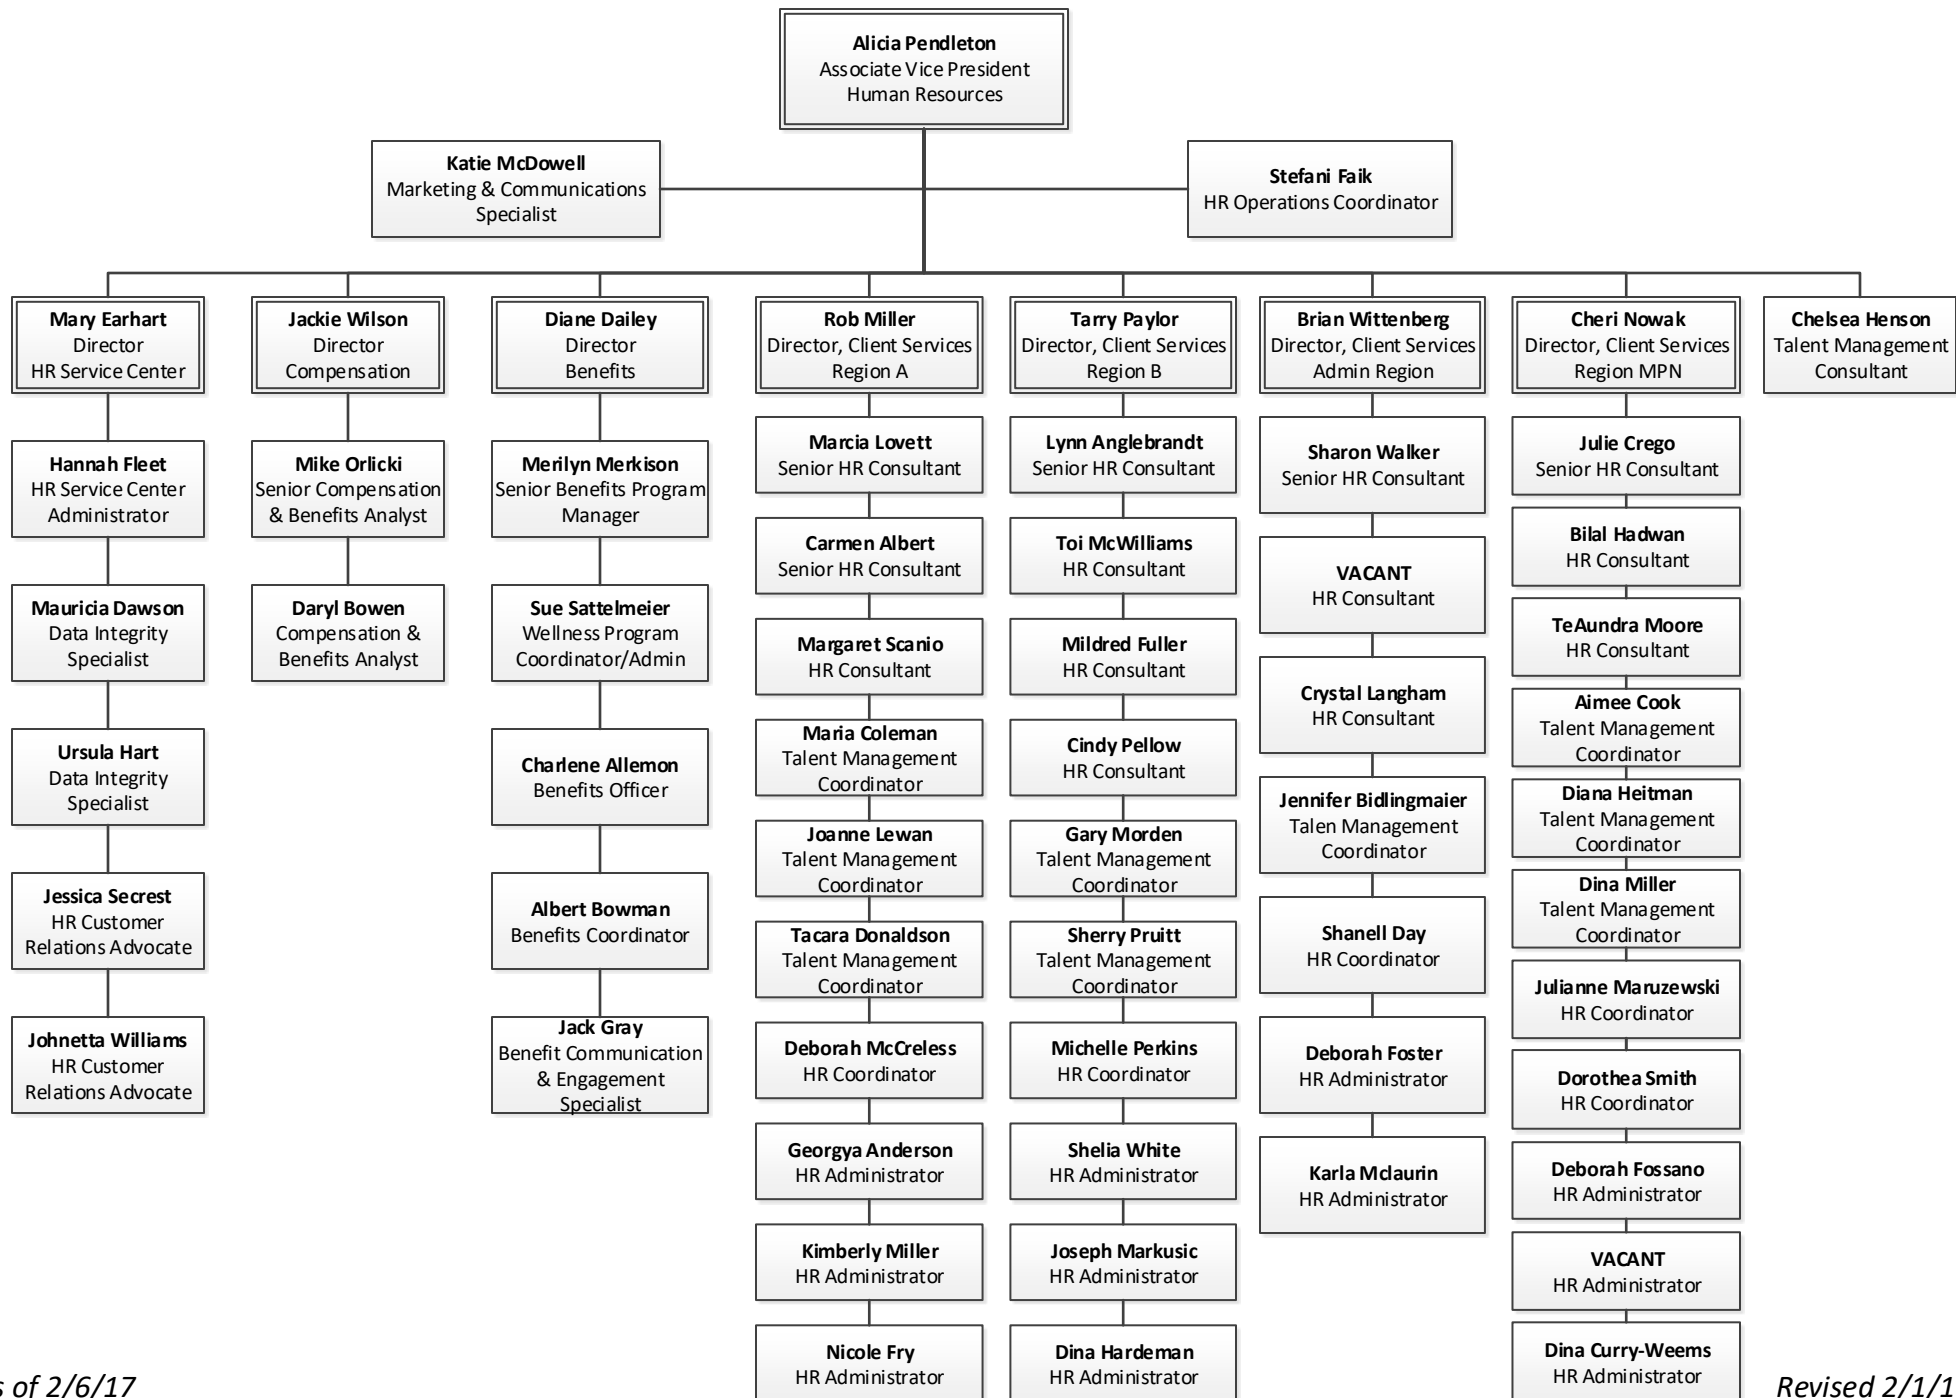 Alicia Pendleton
Associate Vice President
Human Resources
Katie McDowell
Marketing & Communications
Specialist
Stefani Faik
HR Operations Coordinator
Mary Earhart
Director
HR Service Center
Hannah Fleet
HR Service Center
Administrator
Mauricia Dawson
Data Integrity
Specialist
Ursula Hart
Data Integrity
Specialist
Jessica Secrest
HR Customer
Relations Advocate
Johnetta Williams
HR Customer
Relations Advocate
Jackie Wilson
Director
Compensation
Mike Orlicki
Senior Compensation
& Benefits Analyst
Daryl Bowen
Compensation &
Benefits Analyst
Diane Dailey
Director
Benefits
Merilyn Merkison
Senior Benefits Program
Manager
Sue Sattelmeier
Wellness Program
Coordinator/Admin
Charlene Allemon
Benefits Officer
Albert Bowman
Benefits Coordinator
Jack Gray
Benefit Communication
& Engagement
Specialist
Rob Miller
Director, Client Services
Region A
Marcia Lovett
Senior HR Consultant
Carmen Albert
Senior HR Consultant
Margaret Scanio
HR Consultant
Maria Coleman
Talent Management
Coordinator
Joanne Lewan
Talent Management
Coordinator
Tacara Donaldson
Talent Management
Coordinator
Deborah McCreless
HR Coordinator
Georgya Anderson
HR Administrator
Kimberly Miller
HR Administrator
Nicole Fry
HR Administrator
Tarry Paylor
Director, Client Services
Region B
Lynn Anglebrandt
Senior HR Consultant
Toi McWilliams
HR Consultant
Mildred Fuller
HR Consultant
Cindy Pellow
HR Consultant
Gary Morden
Talent Management
Coordinator
Sherry Pruitt
Talent Management
Coordinator
Michelle Perkins
HR Coordinator
Shelia White
HR Administrator
Joseph Markusic
HR Administrator
Dina Hardeman
HR Administrator
Brian Wittenberg
Director, Client Services
Admin Region
Sharon Walker
Senior HR Consultant
VACANT
HR Consultant
Crystal Langham
HR Consultant
Jennifer Bidlingmaier
Talen Management
Coordinator
Shanell Day
HR Coordinator
Deborah Foster
HR Administrator
Karla Mclaurin
HR Administrator
Cheri Nowak
Director, Client Services
Region MPN
Julie Crego
Senior HR Consultant
Bilal Hadwan
HR Consultant
TeAundra Moore
HR Consultant
Aimee Cook
Talent Management
Coordinator
Diana Heitman
Talent Management
Coordinator
Dina Miller
Talent Management
Coordinator
Julianne Maruzewski
HR Coordinator
Dorothea Smith
HR Coordinator
Deborah Fossano
HR Administrator
VACANT
HR Administrator
Dina Curry-Weems
HR Administrator
Chelsea Henson
Talent Management
Consultant
s of 2/6/17
Revised 2/1/1